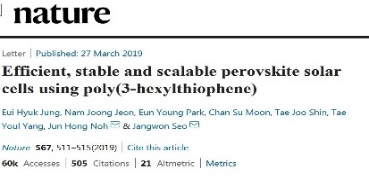 nature
Letter | Published: 27 March 2019
Efficient, stable and scalable perovskite solar
cells using poly(3-hexylthiophene)
Eui Hyuk Jung, Nam Joong Jeon, Eun Young Park, Chan Su Moon, Tae Joo Shin, Tae
Youl Yang, Jun Hong Noh & Jangwon Seo
Nature 567, 511–515(2019) | Cite this article
60k Accesses | 505 Citations | 21 Altmetric | Metrics